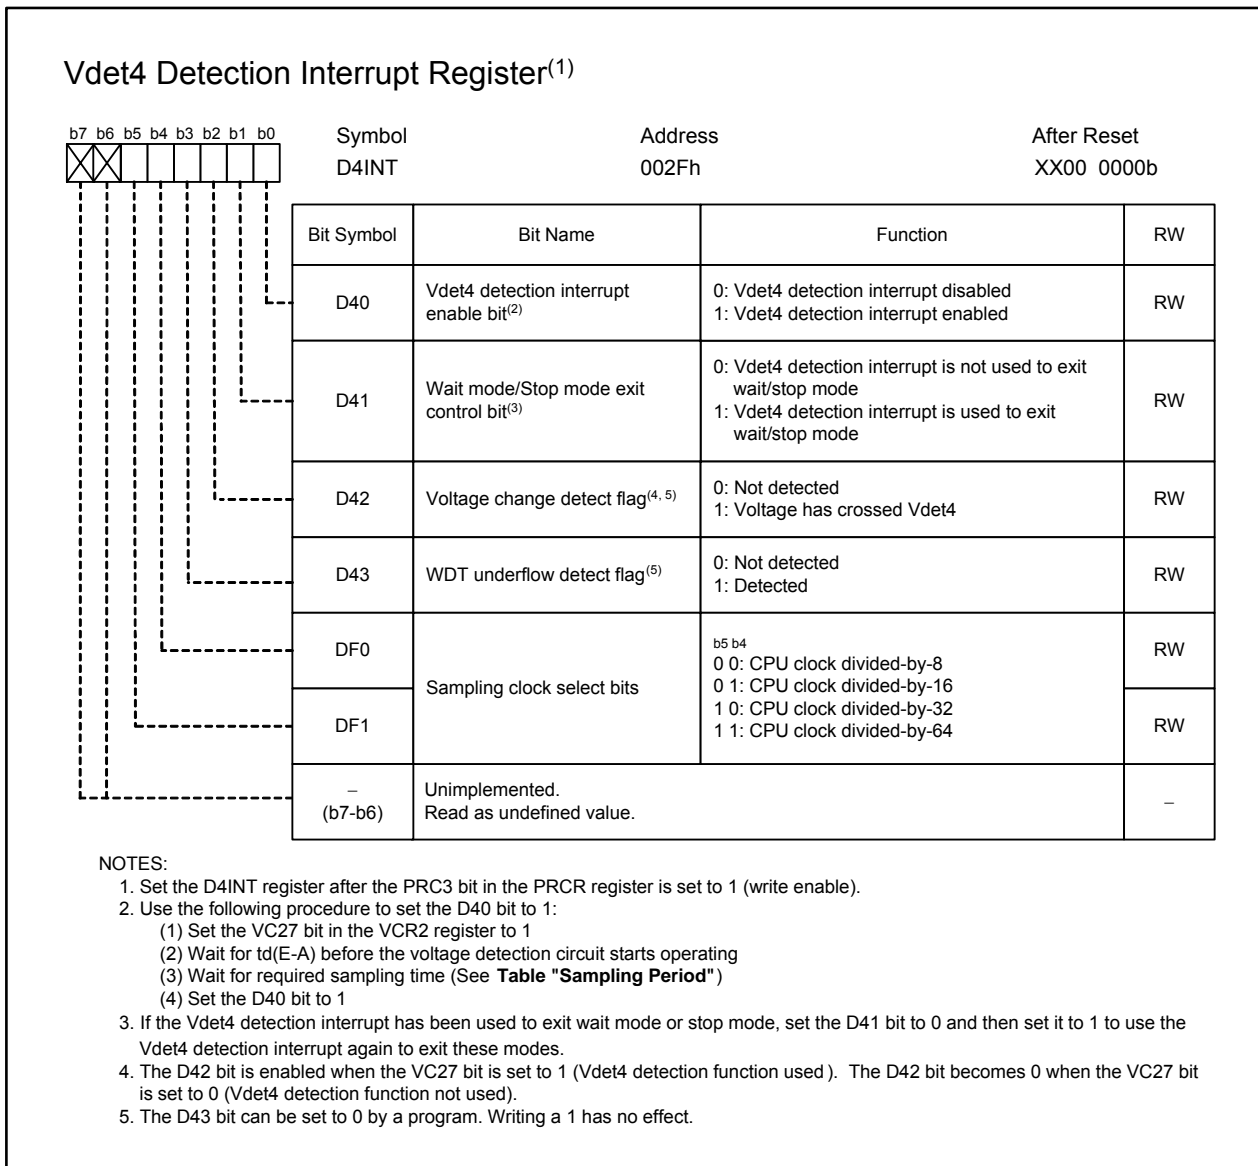 Vdet4 Detection Interrupt Register(1)
b7 b6 b5 b4 b3 b2 b1 b0
Symbol Address After Reset
D4INT 002Fh XX00 0000b
Bit Symbol Bit Name Function RW
D40 Vdet4 detection interrupt enable bit(2) 0: Vdet4 detection interrupt disabled RW
1: Vdet4 detection interrupt enabled
D41 Wait mode/Stop mode exit control bit(3) 0: Vdet4 detection interrupt is not used to exit RW
wait/stop mode
1: Vdet4 detection interrupt is used to exit
wait/stop mode
D42 Voltage change detect flag(4, 5) 0: Not detected RW
1: Voltage has crossed Vdet4
D43 WDT underflow detect flag(5) 0: Not detected RW
1: Detected
DF0 Sampling clock select bits b5 b4 RW
0 0: CPU clock divided-by-8
0 1: CPU clock divided-by-16
1 0: CPU clock divided-by-32
DF1 1 1: CPU clock divided-by-64 RW
– Unimplemented. –
(b7-b6) Read as undefined value.
NOTES:
1. Set the D4INT register after the PRC3 bit in the PRCR register is set to 1 (write enable).
2. Use the following procedure to set the D40 bit to 1:
(1) Set the VC27 bit in the VCR2 register to 1
(2) Wait for td(E-A) before the voltage detection circuit starts operating
(3) Wait for required sampling time (See Table "Sampling Period")
(4) Set the D40 bit to 1
3. If the Vdet4 detection interrupt has been used to exit wait mode or stop mode, set the D41 bit to 0 and then set it to 1 to use the
Vdet4 detection interrupt again to exit these modes.
4. The D42 bit is enabled when the VC27 bit is set to 1 (Vdet4 detection function used ). The D42 bit becomes 0 when the VC27 bit
is set to 0 (Vdet4 detection function not used).
5. The D43 bit can be set to 0 by a program. Writing a 1 has no effect.